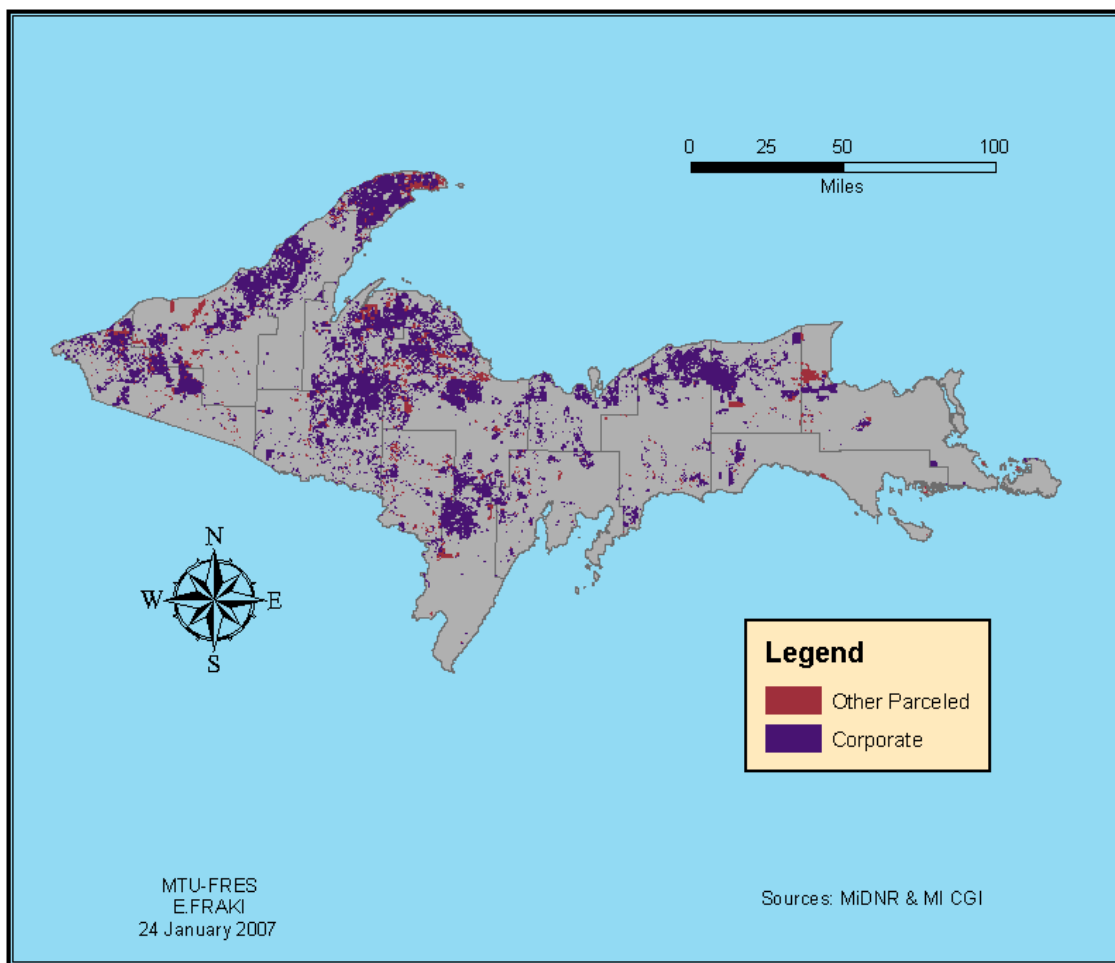 0 25 50 100
Miles
N
W E
S
Legend
Other Parceled
Corporate
MTU-FRES
E.FRAKI
24 January 2007
Sources: MiDNR & MI CGI